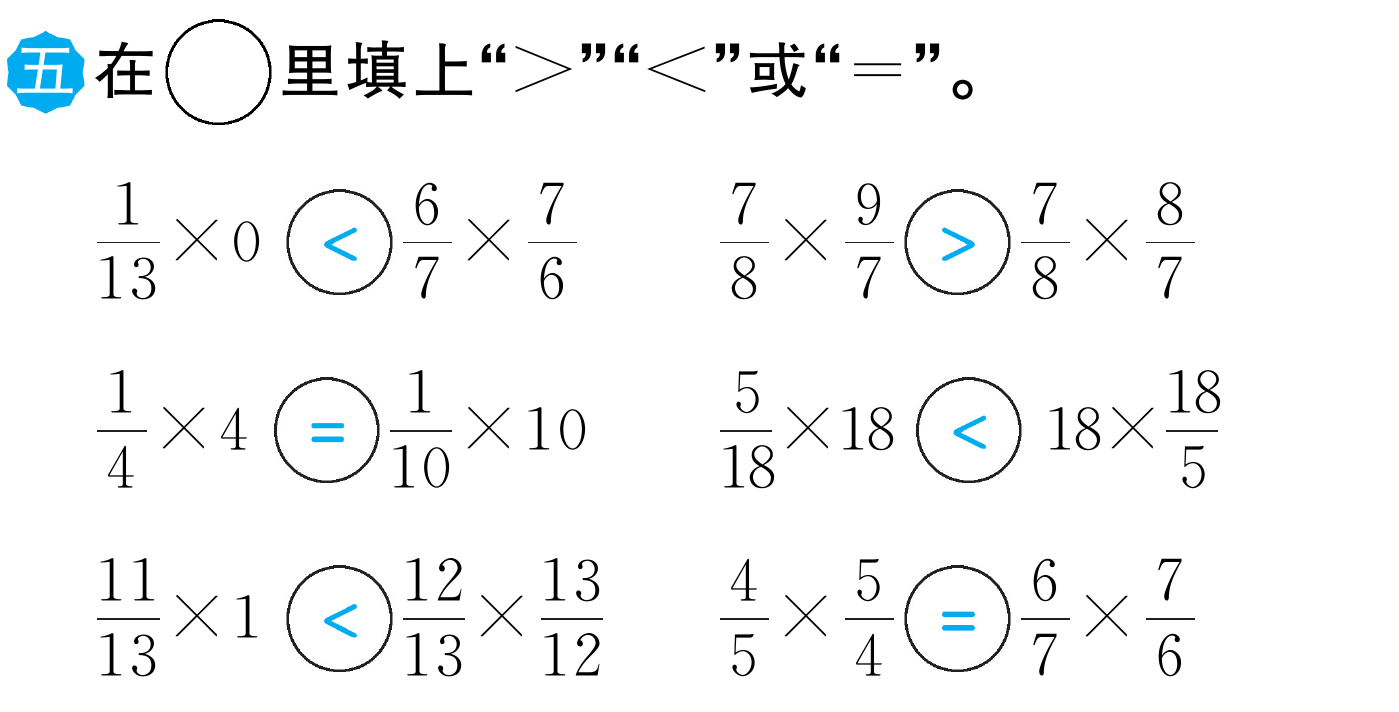 五 在○里填上“>”“<”或“=”。
1/13×0 < 6/7×7/6 7/8×9/7 > 7/8×8/7
1/4×4 = 1/10×10 5/18×18 < 18×18/5
11/13×1 < 12/13×13/12 4/5×5/4 = 6/7×7/6